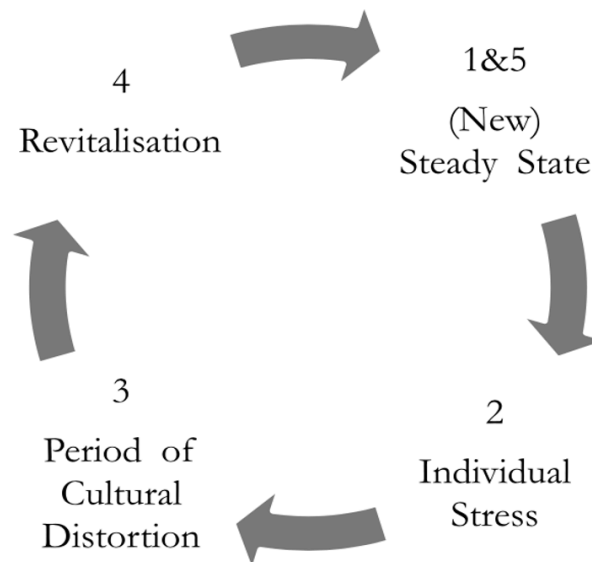 1&5
(New)
Steady State
2
Individual
Stress
3
Period of
Cultural
Distortion
4
Revitalisation